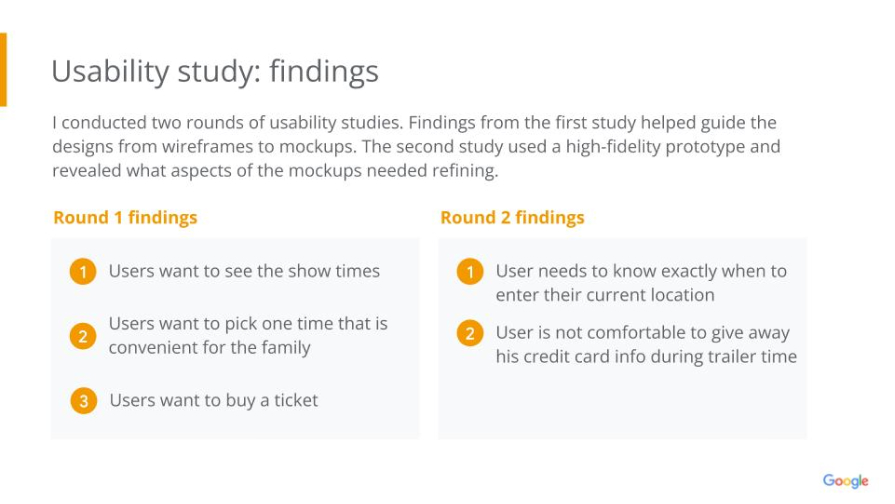 Usability study: findings
I conducted two rounds of usability studies. Findings from the first study helped guide the
designs from wireframes to mockups. The second study used a high-fidelity prototype and
revealed what aspects of the mockups needed refining.
Round 1 findings
1 Users want to see the show times
2 Users want to pick one time that is
convenient for the family
3 Users want to buy a ticket
Round 2 findings
1 User needs to know exactly when to
enter their current location
2 User is not comfortable to give away
his credit card info during trailer time
Google